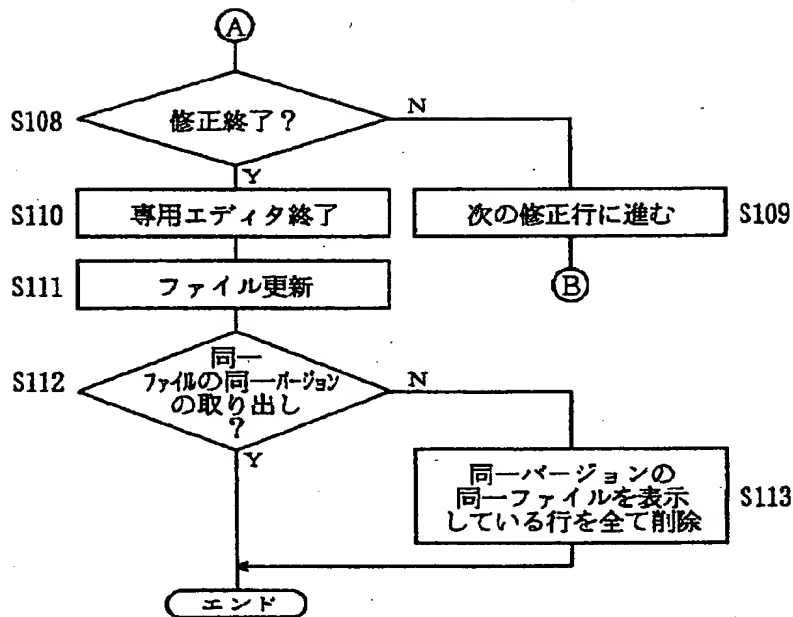 A
S108
修正終了?
N
Y
S110
専用エディタ終了
次の修正行に進む
S109
S111
ファイル更新
B
S112
同一
ファイルの同一バージョン
の取り出し
?
N
Y
同一バージョンの
同一ファイルを表示
している行を全て削除
S113
エンド